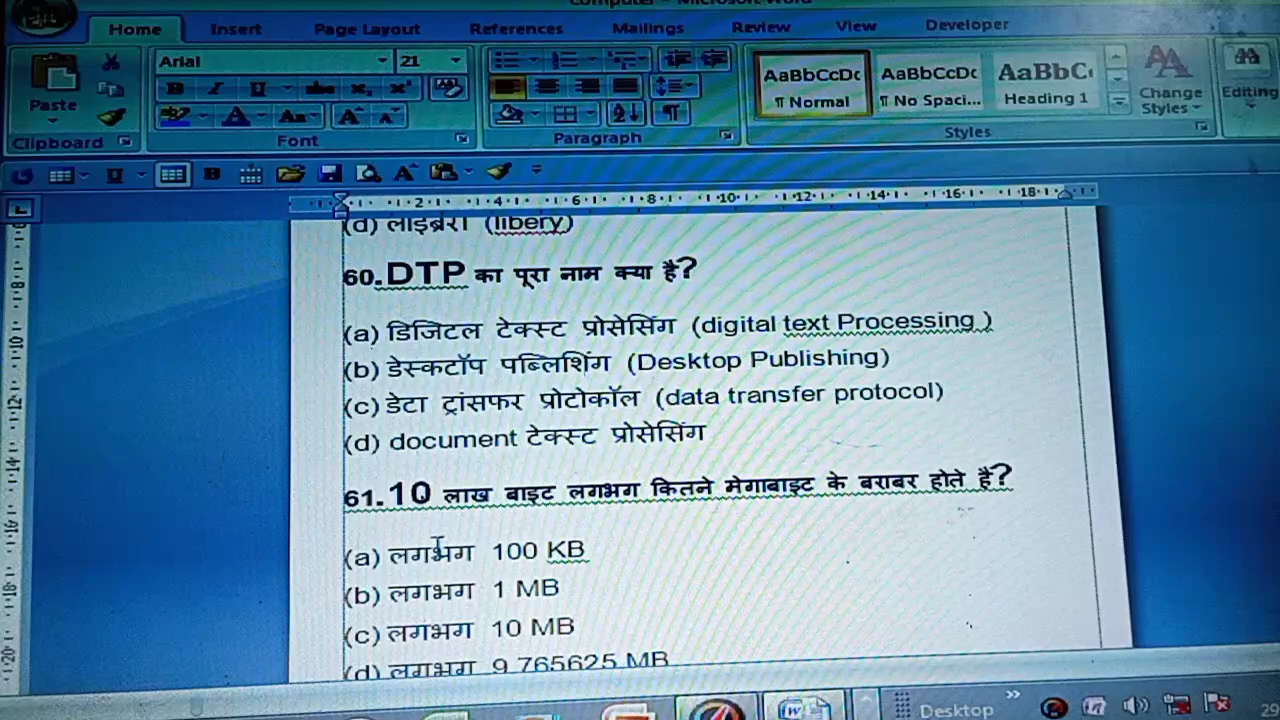 Computer - Microsoft Word
Home Insert Page Layout References Mailings Review View Developer
Arial 21
AaBbCcDc AaBbCcDc AaBbC
Paste
¶ Normal ¶ No Spaci... Heading 1 Change Styles Editing
Clipboard Font Paragraph Styles
(d) लाइब्रेरी (libery)
60.DTP का पूरा नाम क्या है?
(a) डिजिटल टेक्स्ट प्रोसेसिंग (digital text Processing )
(b) डेस्कटॉप पब्लिशिंग (Desktop Publishing)
(c) डेटा ट्रांसफर प्रोटोकॉल (data transfer protocol)
(d) document टेक्स्ट प्रोसेसिंग
61.10 लाख बाइट लगभग कितने मेगाबाइट के बराबर होते है?
(a) लगभग 100 KB
(b) लगभग 1 MB
(c) लगभग 10 MB
(d) लगभग 9.765625 MB
Desktop